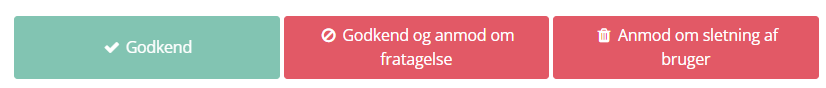 Godkend
Godkend og anmod om
fratagelse
Anmod om sletning af
bruger